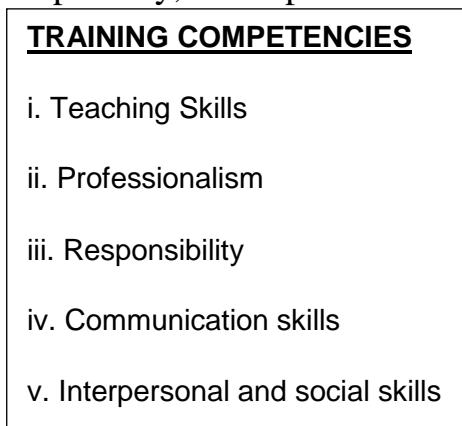 TRAINING COMPETENCIES
i. Teaching Skills
ii. Professionalism
iii. Responsibility
iv. Communication skills
v. Interpersonal and social skills